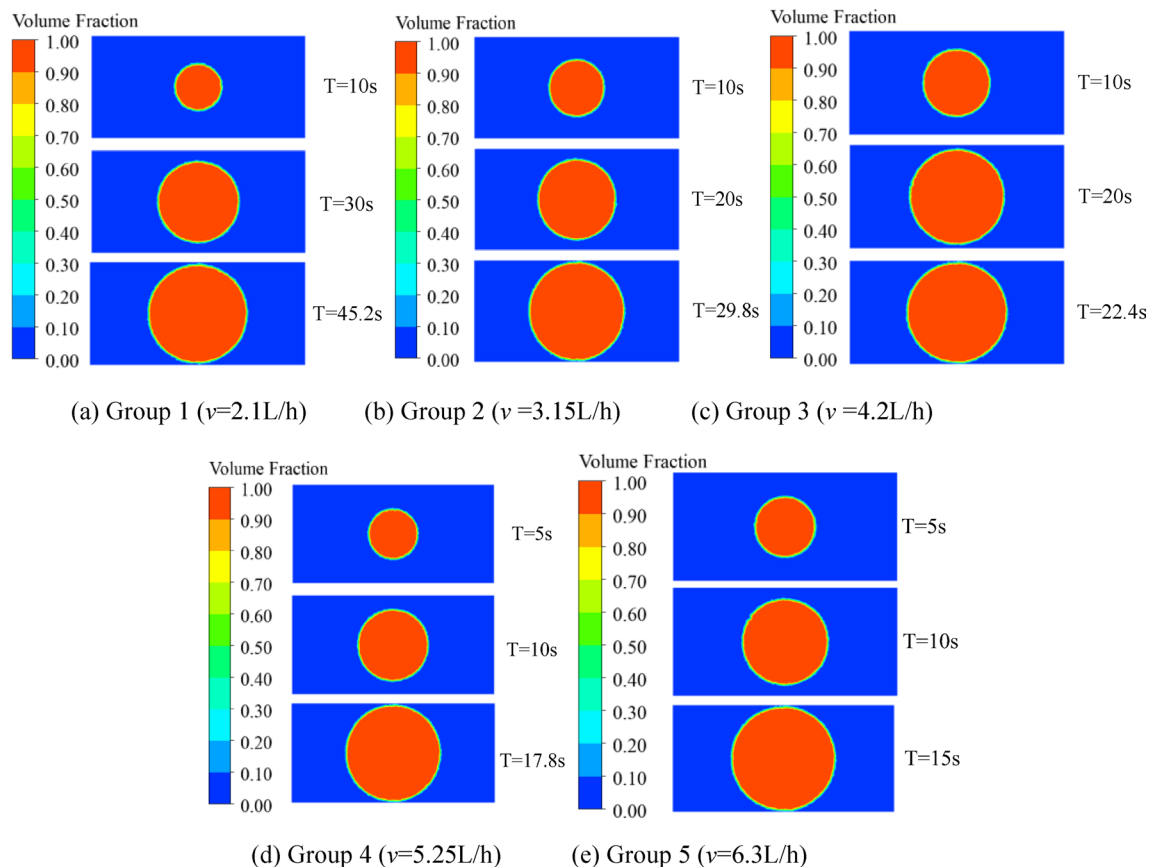 Volume Fraction
1.00
0.90
0.80
0.70
0.60
0.50
0.40
0.30
0.20
0.10
0.00
T=10s
T=30s
T=45.2s
(a) Group 1 (v=2.1L/h)
Volume Fraction
1.00
0.90
0.80
0.70
0.60
0.50
0.40
0.30
0.20
0.10
0.00
T=10s
T=20s
T=29.8s
(b) Group 2 (v =3.15L/h)
Volume Fraction
1.00
0.90
0.80
0.70
0.60
0.50
0.40
0.30
0.20
0.10
0.00
T=10s
T=20s
T=22.4s
(c) Group 3 (v =4.2L/h)
Volume Fraction
1.00
0.90
0.80
0.70
0.60
0.50
0.40
0.30
0.20
0.10
0.00
T=5s
T=10s
T=17.8s
(d) Group 4 (v=5.25L/h)
Volume Fraction
1.00
0.90
0.80
0.70
0.60
0.50
0.40
0.30
0.20
0.10
0.00
T=5s
T=10s
T=15s
(e) Group 5 (v=6.3L/h)